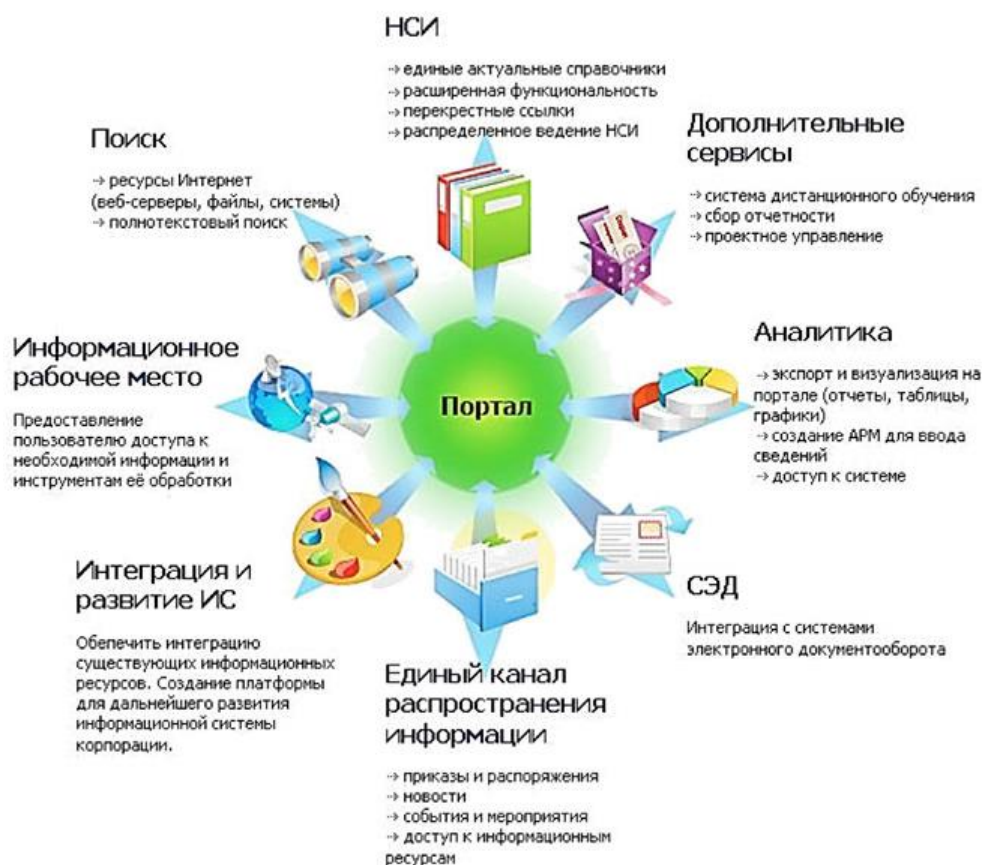 НСИ
→ единые актуальные справочники
→ расширенная функциональность
→ перекрестные ссылки
→ распределенное ведение НСИ
Дополнительные
сервисы
→ система дистанционного обучения
→ сбор отчетности
→ проектное управление
Поиск
→ ресурсы Интернет
(веб-серверы, файлы, системы)
→ полнотекстовый поиск
Аналитика
→ экспорт и визуализация на
портале (отчеты, таблицы,
графики)
→ создание АРМ для ввода
сведений
→ доступ к системе
Информационное
рабочее место
Предоставление
пользователю доступа к
необходимой информации и
инструментам её обработки
Портал
СЭД
Интеграция с системами
электронного документооборота
Интеграция и
развитие ИС
Обепечить интеграцию
существующих информационных
ресурсов. Создание платформы
для дальнейшего развития
информационной системы
корпорации.
Единый канал
распространения
информации
→ приказы и распоряжения
→ новости
→ события и мероприятия
→ доступ к информационным
ресурсам